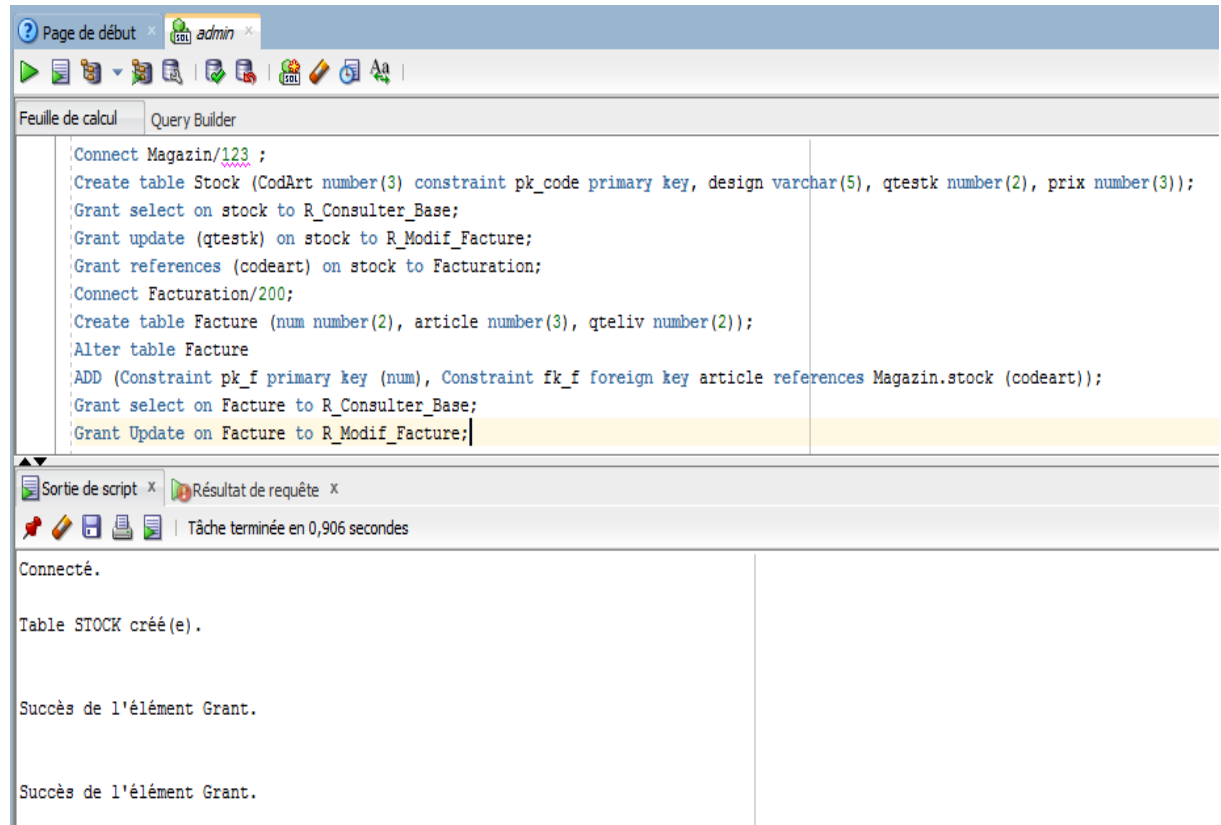 Page de début
admin
Feuille de calcul
Query Builder
Connect Magazin/123 ;
Create table Stock (CodArt number(3) constraint pk_code primary key, design varchar(5), qtestk number(2), prix number(3));
Grant select on stock to R_Consulter_Base;
Grant update (qtestk) on stock to R_Modif_Facture;
Grant references (codeart) on stock to Facturation;
Connect Facturation/200;
Create table Facture (num number(2), article number(3), qteliv number(2));
Alter table Facture
ADD (Constraint pk_f primary key (num), Constraint fk_f foreign key article references Magazin.stock (codeart));
Grant select on Facture to R_Consulter_Base;
Grant Update on Facture to R_Modif_Facture;
Sortie de script x
Résultat de requête x
Tâche terminée en 0,906 secondes
Connecté.
Table STOCK créé(e).
Succès de l'élément Grant.
Succès de l'élément Grant.